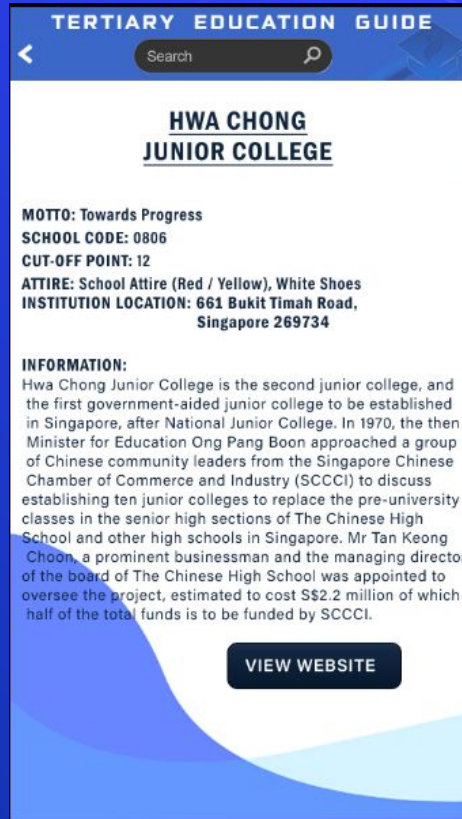 TERTIARY EDUCATION GUIDE
Search
HWA CHONG
JUNIOR COLLEGE
MOTTO: Towards Progress
SCHOOL CODE: 0806
CUT-OFF POINT: 12
ATTIRE: School Attire (Red / Yellow), White Shoes
INSTITUTION LOCATION: 661 Bukit Timah Road,
Singapore 269734
INFORMATION:
Hwa Chong Junior College is the second junior college, and
the first government-aided junior college to be established
in Singapore, after National Junior College. In 1970, the then
Minister for Education Ong Pang Boon approached a group
of Chinese community leaders from the Singapore Chinese
Chamber of Commerce and Industry (SCCCI) to discuss
establishing ten junior colleges to replace the pre-university
classes in the senior high sections of The Chinese High
School and other high schools in Singapore. Mr Tan Keong
Choon, a prominent businessman and the managing director
of the board of The Chinese High School was appointed to
oversee the project, estimated to cost S$2.2 million of which
half of the total funds is to be funded by SCCCI.
VIEW WEBSITE